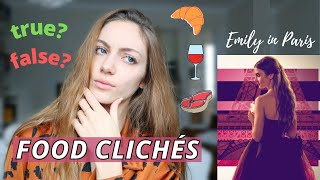 true?
false?
Emily in Paris
FOOD CLICHÉS